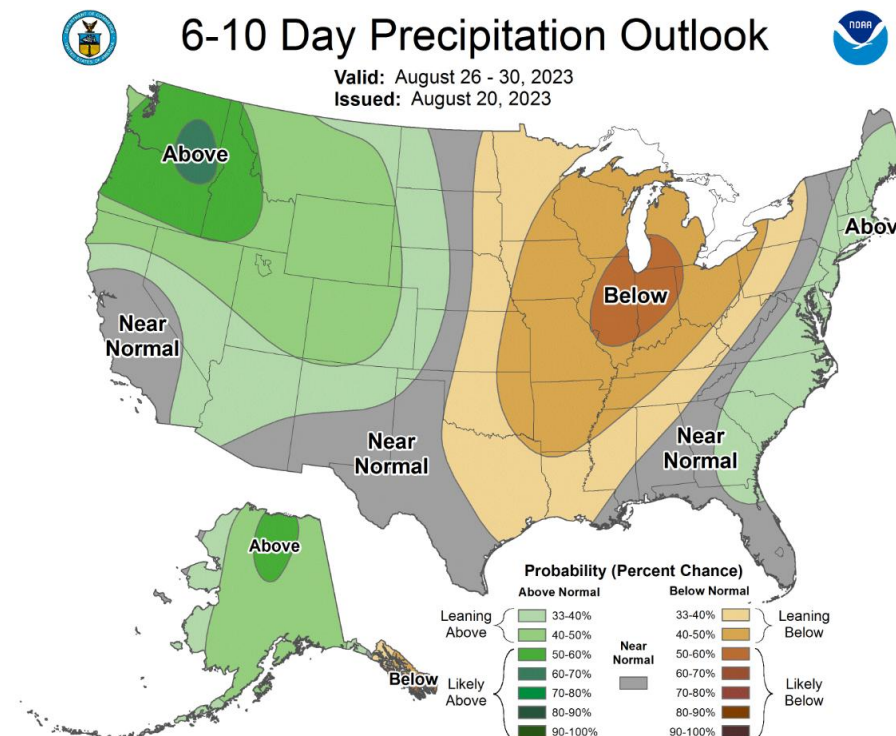 6-10 Day Precipitation Outlook
NOAA
Valid: August 26 - 30, 2023
Issued: August 20, 2023
Above
Abov
Below
Near
Normal
Near
Normal
Near
Normal
Above
Below
Probability (Percent Chance)
Above Normal
Below Normal
Leaning
Above
33-40%
40-50%
Likely
Above
50-60%
60-70%
70-80%
80-90%
90-100%
Near
Normal
33-40%
40-50%
Leaning
Below
50-60%
60-70%
70-80%
80-90%
90-100%
Likely
Below